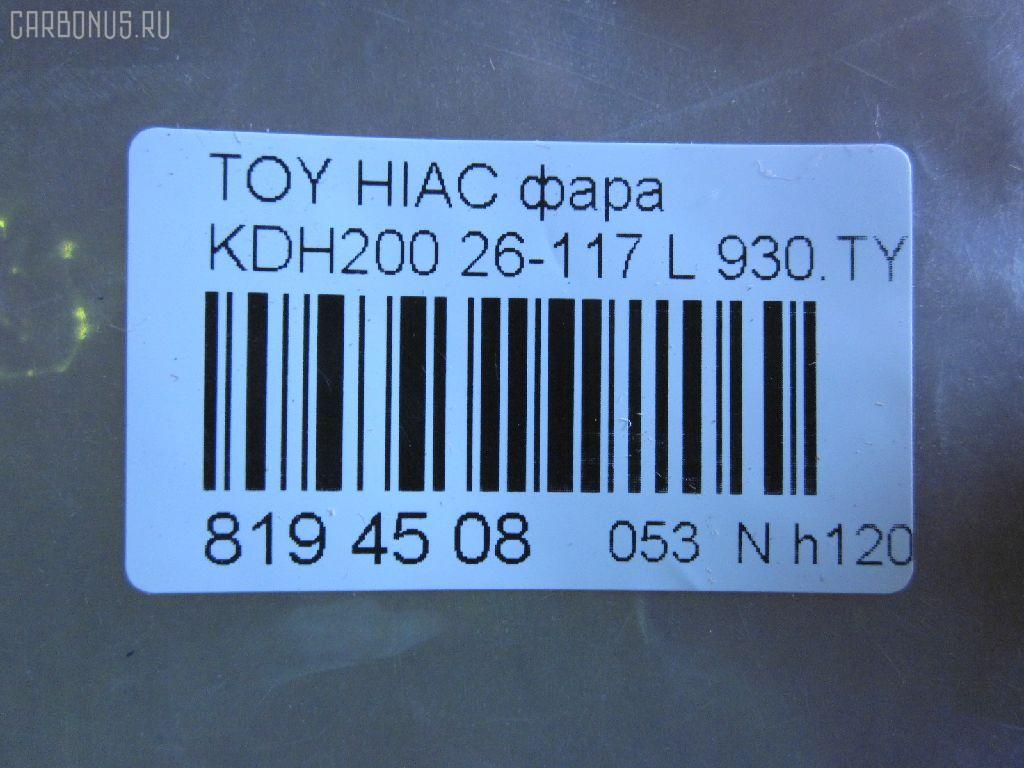 CARBONUS.RU
TOY HIAC фара
KDH200 26-117 L 930.TY
819 45 08 053 N h120